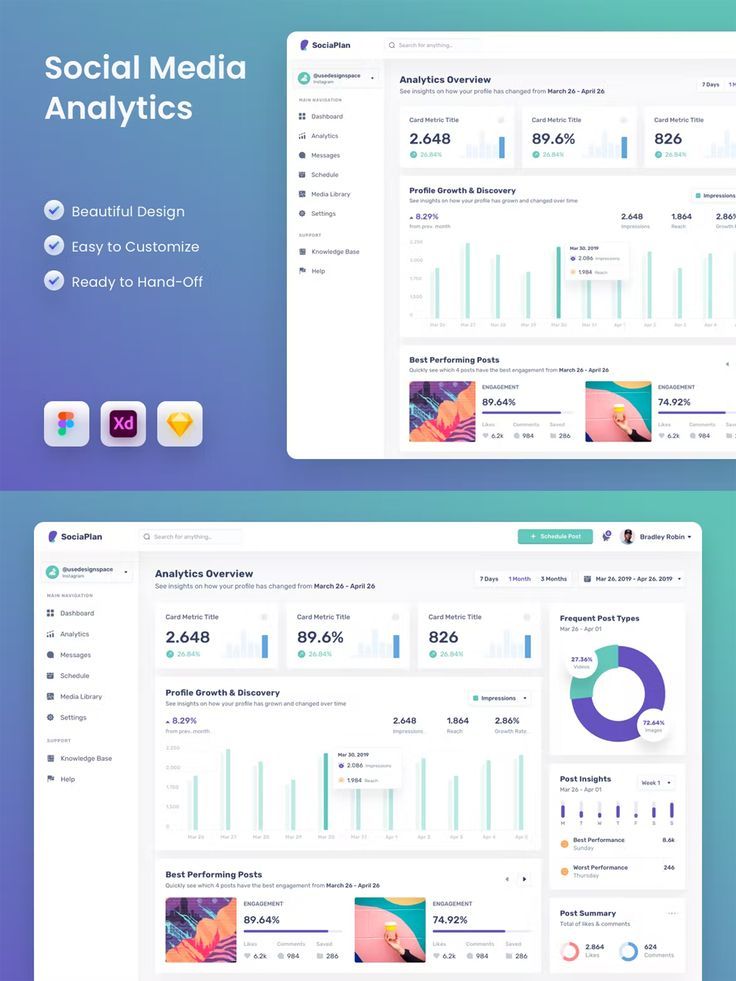 Social Media
Analytics
Beautiful Design
Easy to Customize
Ready to Hand-Off
Xd
SociaPlan
Search for anything..
@usedesignspace
Instagram
MAIN NAVIGATION
Dashboard
Analytics
Messages
Schedule
Media Library
Settings
SUPPORT
Knowledge Base
Help
Analytics Overview
See insights on how your profile has changed from March 26 - April 26
7 Days
Card Metric Title
2.648
26.84%
Card Metric Title
89.6%
26.84%
Card Metric Title
826
26.84%
Profile Growth & Discovery
See insights on how your profile has grown and changed over time
Impressions
8.29%
from prev. month
2.648
Impressions
1.864
Reach
2.86%
Growth R
2.250
2.000
1.750
1.500
0
Mar 30, 2019
2.086 Impressions
1.984 Reach
Mar 26 Mar 27 Mar 28 Mar 29 Mar 30 Mar 31 Apr 1 Apr 2 Apr 3 Apr 4
Best Performing Posts
Quickly see which 4 posts have the best engagement from March 26 - April 26
ENGAGEMENT
89.64%
Likes Comments Saved
6.2k 984 286
ENGAGEMENT
74.92%
Likes Comments Saved
6.2k 984 286
SociaPlan
Search for anything..
+ Schedule Post
Bradley Robin
@usedesignspace
Instagram
MAIN NAVIGATION
Dashboard
Analytics
Messages
Schedule
Media Library
Settings
SUPPORT
Knowledge Base
Help
Analytics Overview
See insights on how your profile has changed from March 26 - April 26
7 Days 1 Month 3 Months
Mar 26, 2019 - Apr 26, 2019
Card Metric Title
2.648
26.84%
Card Metric Title
89.6%
26.84%
Card Metric Title
826
26.84%
Profile Growth & Discovery
See insights on how your profile has grown and changed over time
Impressions
8.29%
from prev. month
2.648
Impressions
1.864
Reach
2.86%
Growth Rate
2.250
2.000
1.750
1.500
0
Mar 30, 2019
2.086 Impressions
1.984 Reach
Mar 26 Mar 27 Mar 28 Mar 29 Mar 30 Mar 31 Apr 1 Apr 2 Apr 3 Apr 4 Apr 5
Best Performing Posts
Quickly see which 4 posts have the best engagement from March 26 - April 26
ENGAGEMENT
89.64%
Likes Comments Saved
6.2k 984 286
ENGAGEMENT
74.92%
Likes Comments Saved
6.2k 984 286
Frequent Post Types
Mar 26 - Apr 01
27.36%
Videos
72.64%
Images
Post Insights
Mar 26 - Apr 01
Week 1
M T W T F S S
Best Performance
Sunday
8.6k
Worst Performance
Thursday
246
Post Summary
Total of likes & comments
2.864
Likes
624
Comments